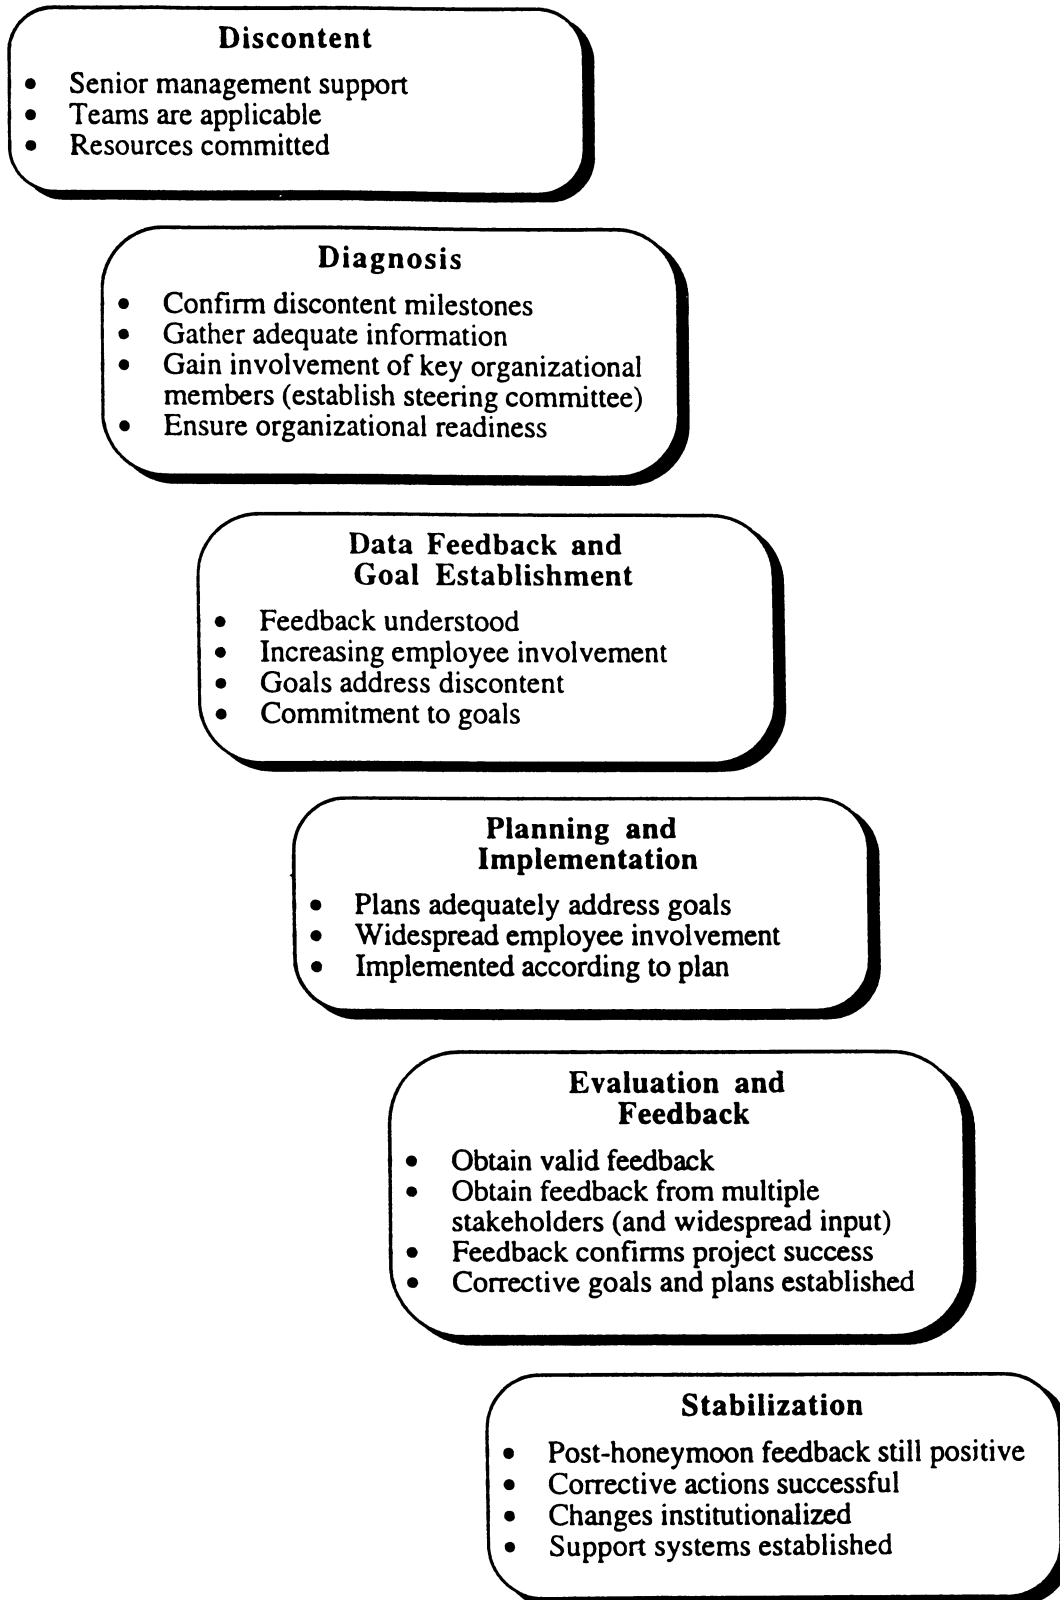 Discontent
• Senior management support
• Teams are applicable
• Resources committed
Diagnosis
• Confirm discontent milestones
• Gather adequate information
• Gain involvement of key organizational
members (establish steering committee)
• Ensure organizational readiness
Data Feedback and
Goal Establishment
• Feedback understood
• Increasing employee involvement
• Goals address discontent
• Commitment to goals
Planning and
Implementation
• Plans adequately address goals
• Widespread employee involvement
• Implemented according to plan
Evaluation and
Feedback
• Obtain valid feedback
• Obtain feedback from multiple
stakeholders (and widespread input)
• Feedback confirms project success
• Corrective goals and plans established
Stabilization
• Post-honeymoon feedback still positive
• Corrective actions successful
• Changes institutionalized
• Support systems established